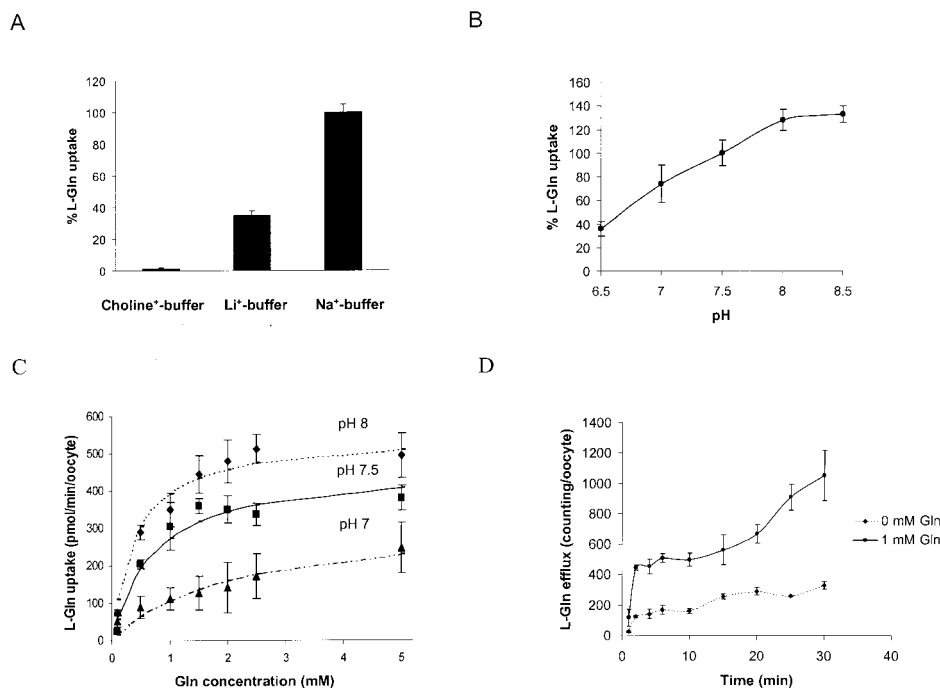 A
% L-Gln uptake
120
100
80
60
40
20
0
Choline+-buffer
Li+-buffer
Na+-buffer
B
% L-Gln uptake
160
140
120
100
80
60
40
20
0
6.5
7
7.5
8
8.5
pH
C
L-Gln uptake (pmol/min/oocyte)
600
500
400
300
200
100
0
pH 8
pH 7.5
pH 7
0
1
2
3
4
5
Gln concentration (mM)
D
L-Gln efflux (counting/oocyte)
1400
1200
1000
800
600
400
200
0
0
10
20
30
40
Time (min)
0 mM Gln
1 mM Gln